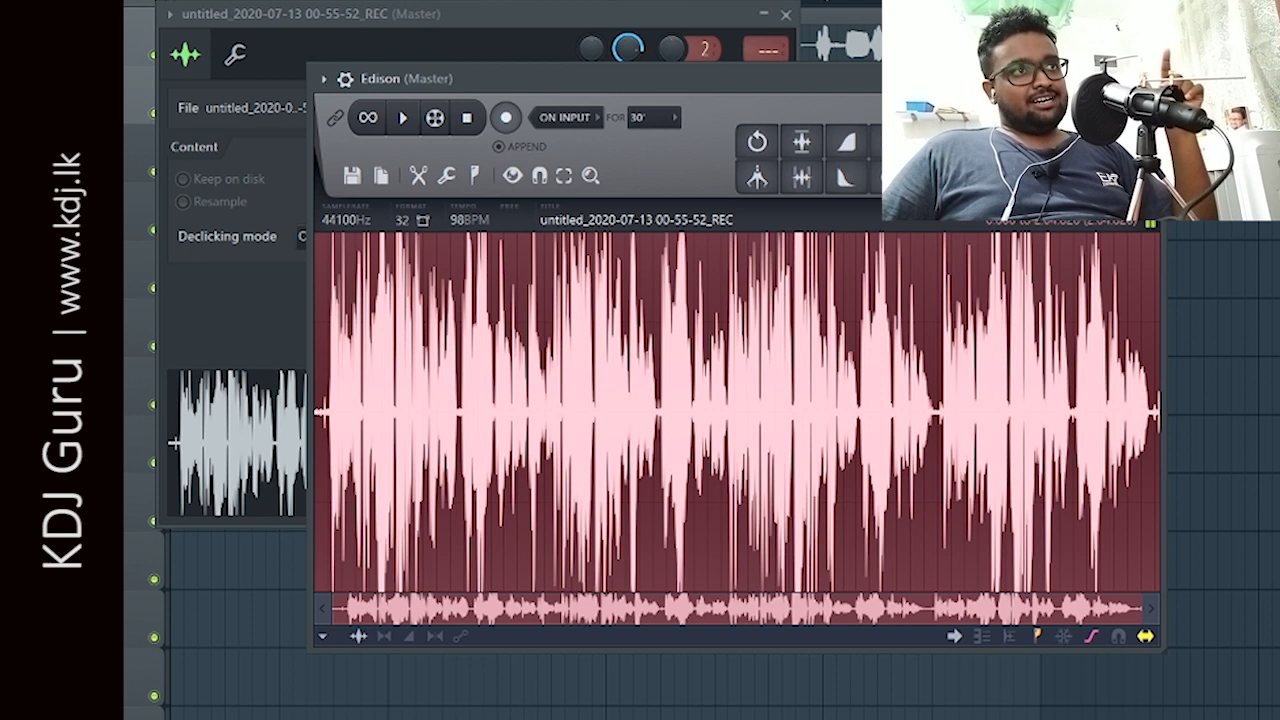 KDJ Guru | www.kdj.lk
untitled_2020-07-13 00-55-52_REC (Master)
2
---
File untitled_2020-0..-5
Content
Keep on disk
Resample
Declicking mode
Edison (Master)
ON INPUT
FOR 30'
APPEND
SAMPLERATE
FORMAT
TEMPO
FREE
TITLE
44100Hz
32
98BPM
untitled_2020-07-13 00-55-52_REC